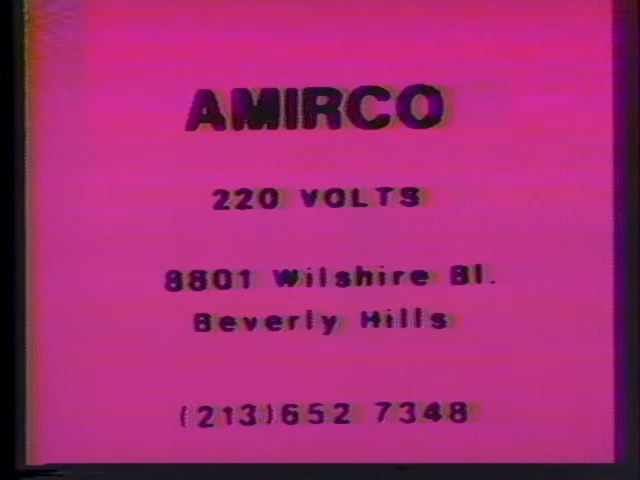 AMIRCO
220 VOLTS
8801 Wilshire Bl.
Beverly Hills
(213)652 7348